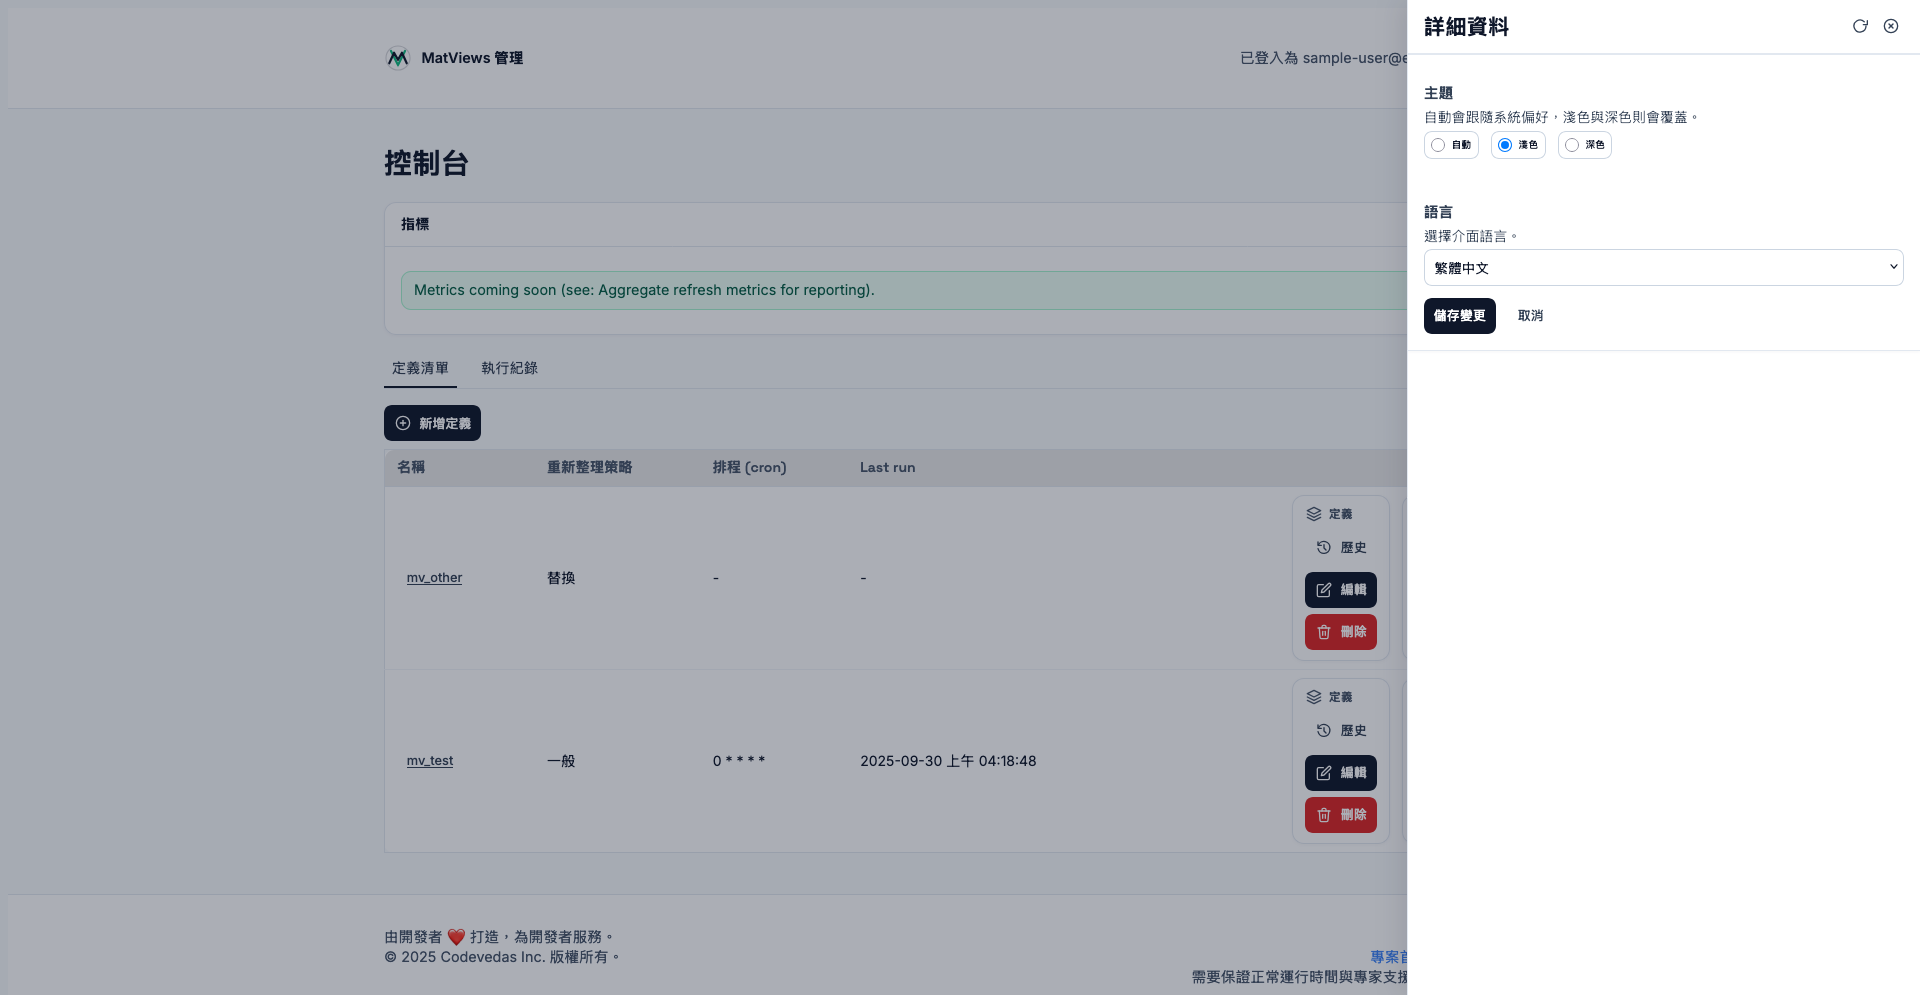 MatViews 管理
已登入為 sample-user@e
控制台
指標
Metrics coming soon (see: Aggregate refresh metrics for reporting).
定義清單
執行紀錄
新增定義
名稱 重新整理策略 排程 (cron) Last run
mv_other 替換 - -
定義
歷史
編輯
刪除
mv_test 一般 0 * * * * 2025-09-30 上午 04:18:48
定義
歷史
編輯
刪除
由開發者 ❤️ 打造，為開發者服務。
© 2025 Codevedas Inc. 版權所有。
專案首
需要保證正常運行時間與專家支援
詳細資料
主題
自動會跟隨系統偏好，淺色與深色則會覆蓋。
自動 淺色 深色
語言
選擇介面語言。
繁體中文
儲存變更 取消